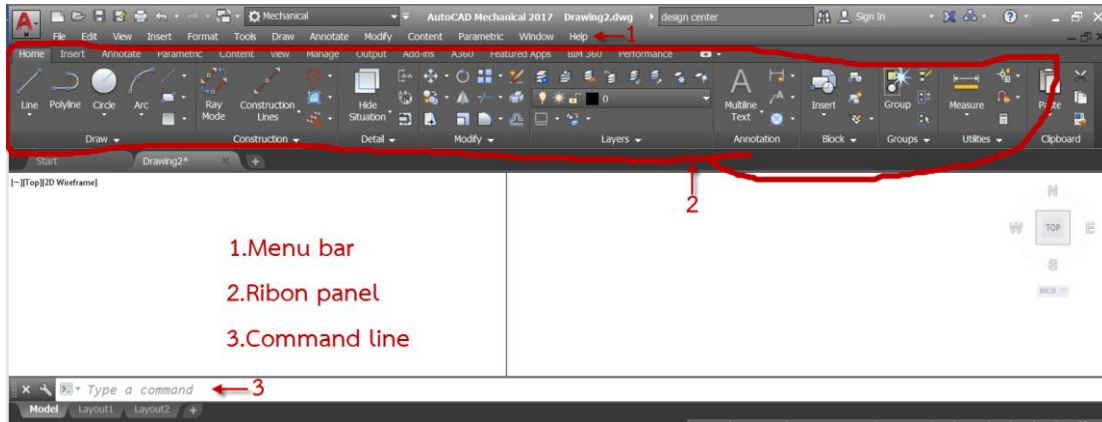 Mechanical AutoCAD Mechanical 2017 Drawing2.dwg design center Sign In
File Edit View Insert Format Tools Draw Annotate Modify Content Parametric Window Help 1
Home Insert Annotate Parametric Content View Manage Output Add-ins A360 Featured Apps BIM 360 Performance
Line Polyline Circle Arc Ray Mode Construction Lines Hide Situation 0 Multiline Text Insert Group Measure Paste
Draw Construction Detail Modify Layers Annotation Block Groups Utilities Clipboard
Start Drawing2* +
[−][Top][2D Wireframe]
2
N
W TOP E
S
WCS
1.Menu bar
2.Ribon panel
3.Command line
Type a command 3
Model Layout1 Layout2 +